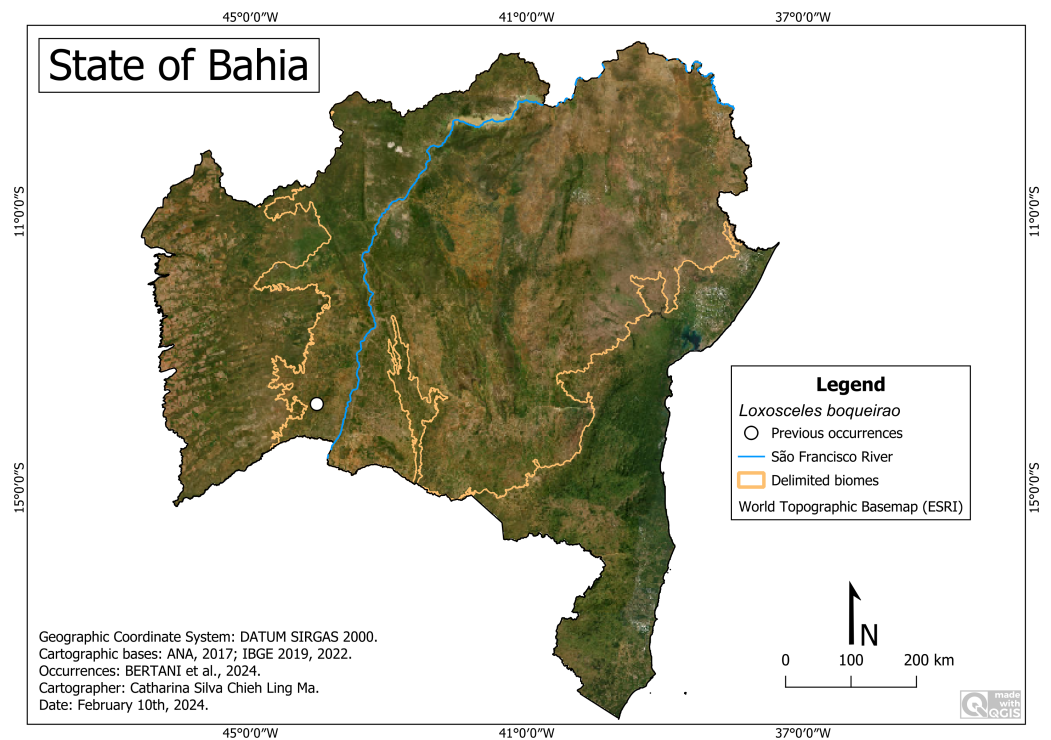 45°0′0″W 41°0′0″W 37°0′0″W
State of Bahia
11°0′0″S 11°0′0″S
Legend
Loxosceles boqueirao
Previous occurrences
São Francisco River
Delimited biomes
World Topographic Basemap (ESRI)
15°0′0″S 15°0′0″S
N
Geographic Coordinate System: DATUM SIRGAS 2000.
Cartographic bases: ANA, 2017; IBGE 2019, 2022.
Occurrences: BERTANI et al., 2024.
Cartographer: Catharina Silva Chieh Ling Ma.
Date: February 10th, 2024.
0 100 200 km
made
with
QGIS
45°0′0″W 41°0′0″W 37°0′0″W